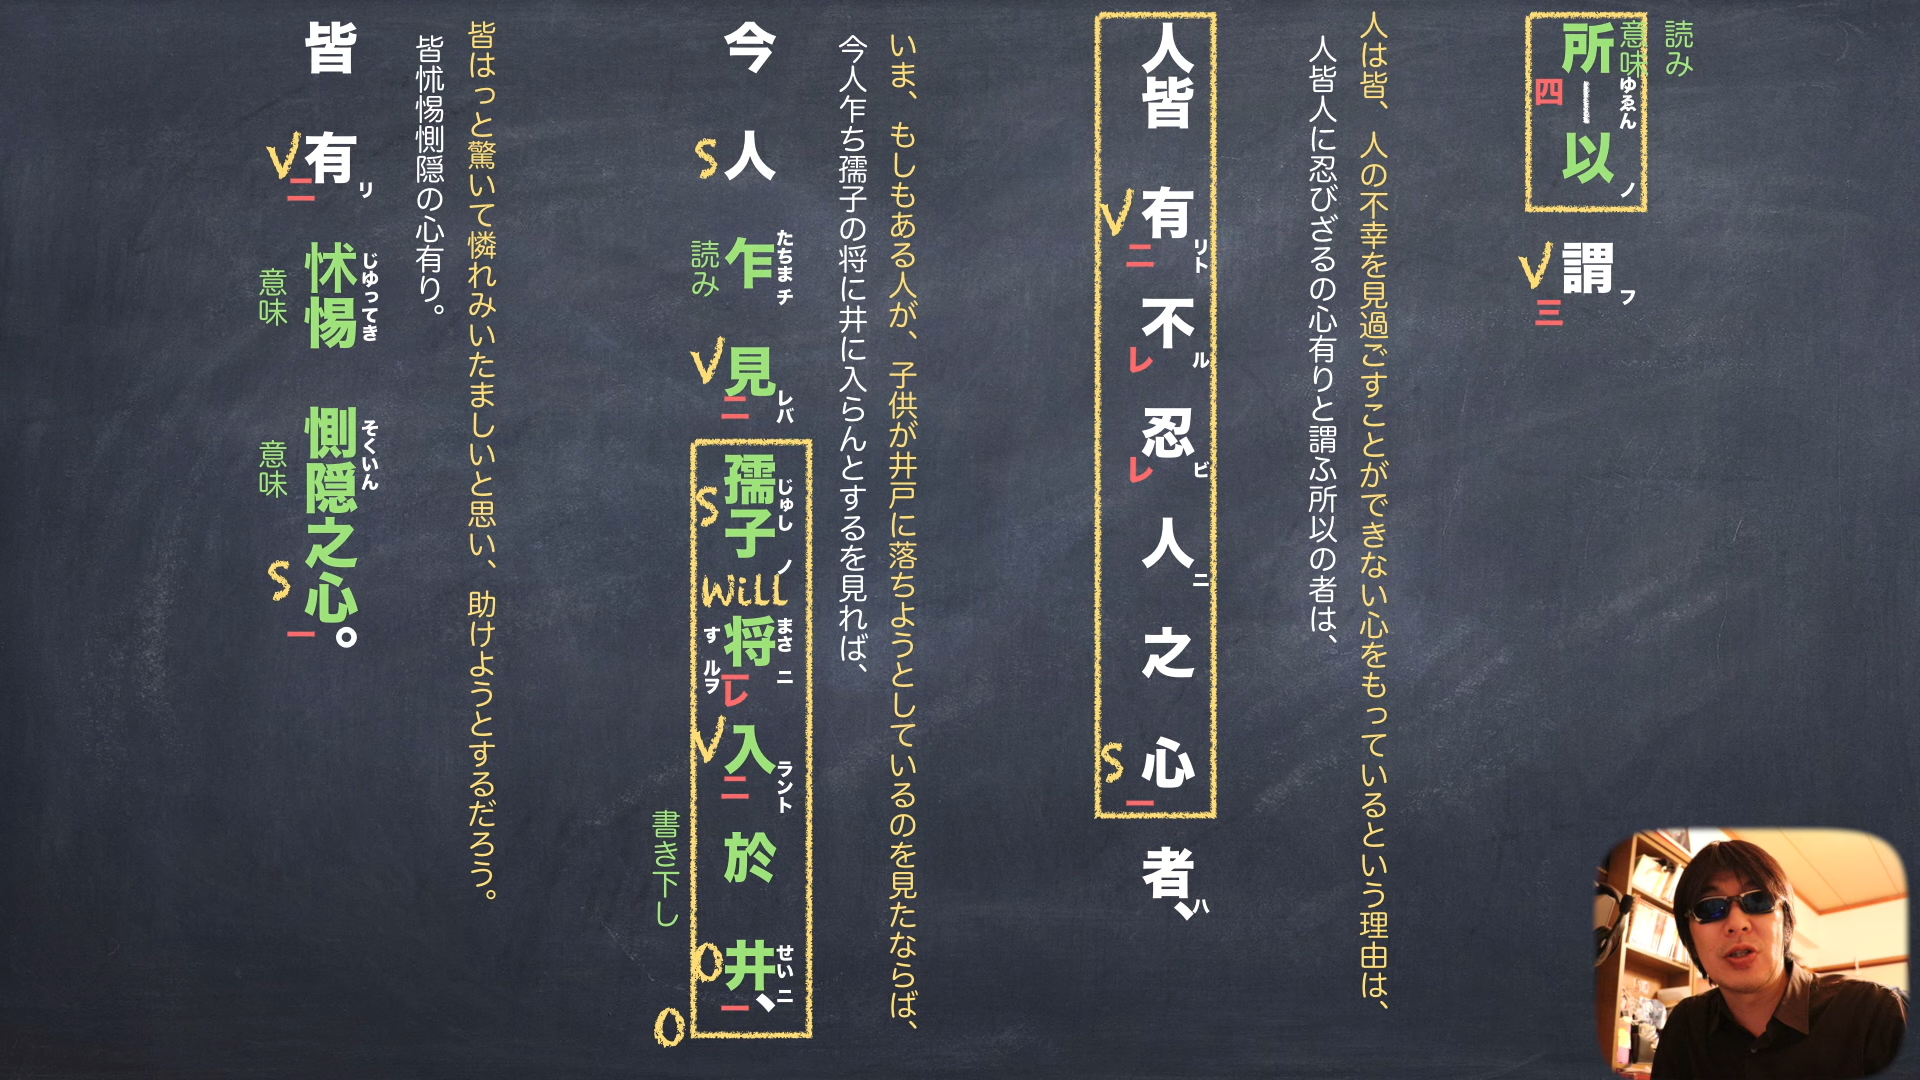 読み
意味
所以
ゆゑん
ノ
四
謂
フ
三
V
人は皆、人の不幸を見過ごすことができない心をもっているという理由は、
人皆人に忍びざるの心有りと謂ふ所以の者は、
人皆有不忍人之心者、
リト
ル
ビ
ニ
ハ
V
二
レ
レ
S
一
いま、もしもある人が、子供が井戸に落ちようとしているのを見たならば、
今人乍ち孺子の将に井に入らんとするを見れば、
今人乍見孺子将入於井、
たちまチ
レバ
じゅしノ
まさニ
ラント
せいニ
S
読み
V
二
S
Will
すルヲ
レ
V
二
O
一
書き下し
O
皆はっと驚いて憐れみいたましいと思い、助けようとするだろう。
皆怵惕惻隠の心有り。
皆有怵惕惻隠之心。
リ
じゆってき
そくいん
V
二
意味
意味
S
一